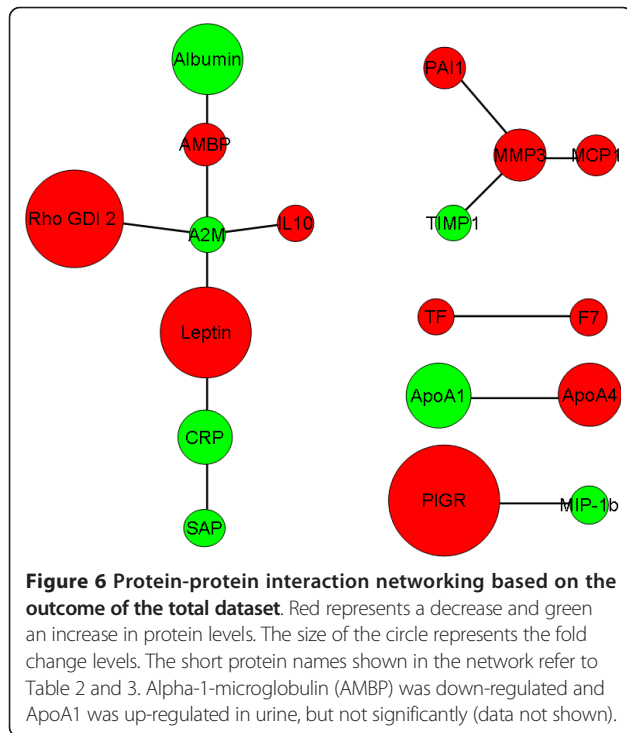 Albumin
PAI1
AMBP
MMP3
MCP1
Rho GDI 2
A2M
IL10
TIMP1
Leptin
TF
F7
ApoA1
ApoA4
CRP
PIGR
MIP-1b
SAP
Figure 6 Protein-protein interaction networking based on the
outcome of the total dataset. Red represents a decrease and green
an increase in protein levels. The size of the circle represents the fold
change levels. The short protein names shown in the network refer to
Table 2 and 3. Alpha-1-microglobulin (AMBP) was down-regulated and
ApoA1 was up-regulated in urine, but not significantly (data not shown).